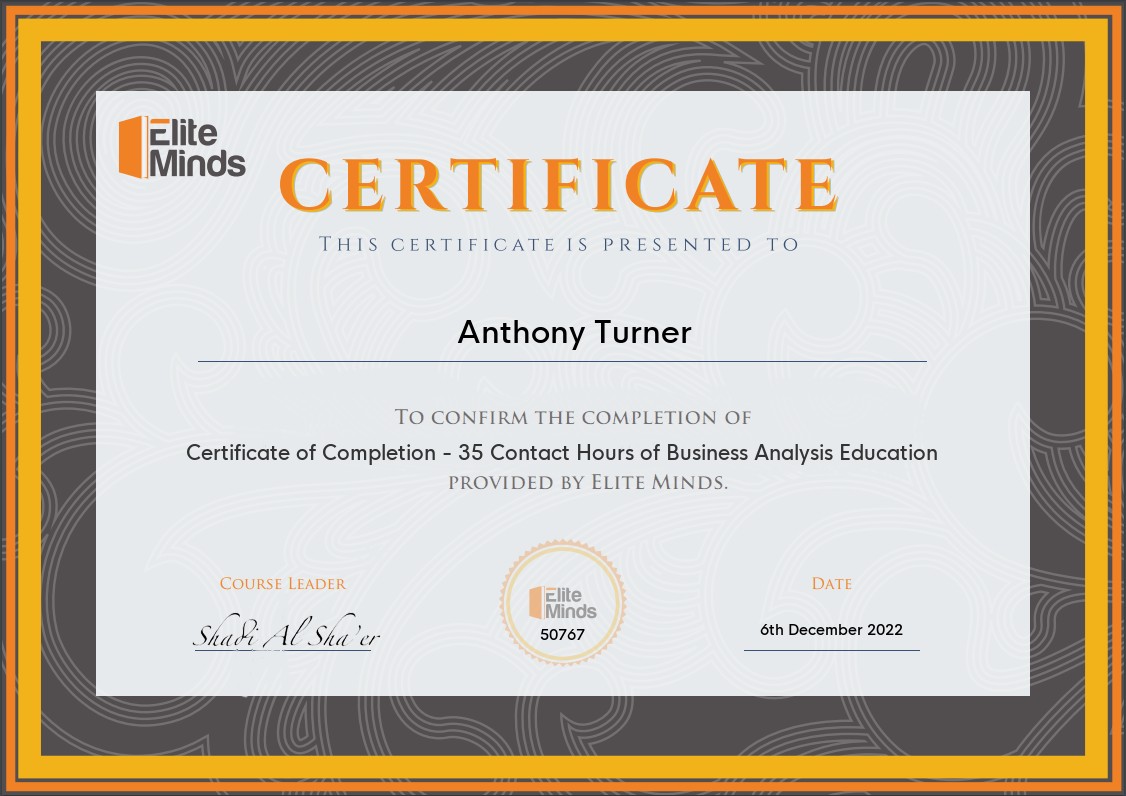 Elite
Minds
CERTIFICATE
THIS CERTIFICATE IS PRESENTED TO
Anthony Turner
TO CONFIRM THE COMPLETION OF
Certificate of Completion - 35 Contact Hours of Business Analysis Education
PROVIDED BY ELITE MINDS.
COURSE LEADER
Shadi Al Sha'er
Elite
Minds
50767
DATE
6th December 2022